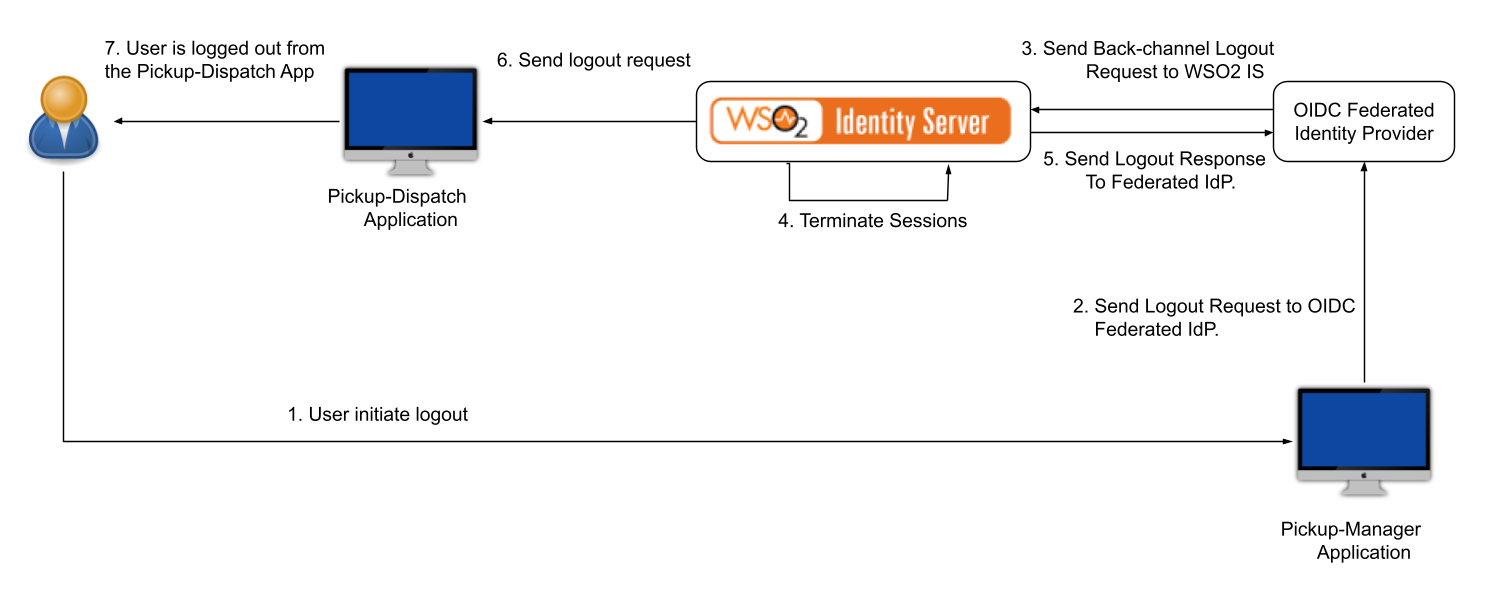 7. User is logged out from
the Pickup-Dispatch App
6. Send logout request
3. Send Back-channel Logout
Request to WSO2 IS
WSO2 Identity Server
OIDC Federated
Identity Provider
5. Send Logout Response
To Federated IdP.
Pickup-Dispatch
Application
4. Terminate Sessions
2. Send Logout Request to OIDC
Federated IdP.
1. User initiate logout
Pickup-Manager
Application